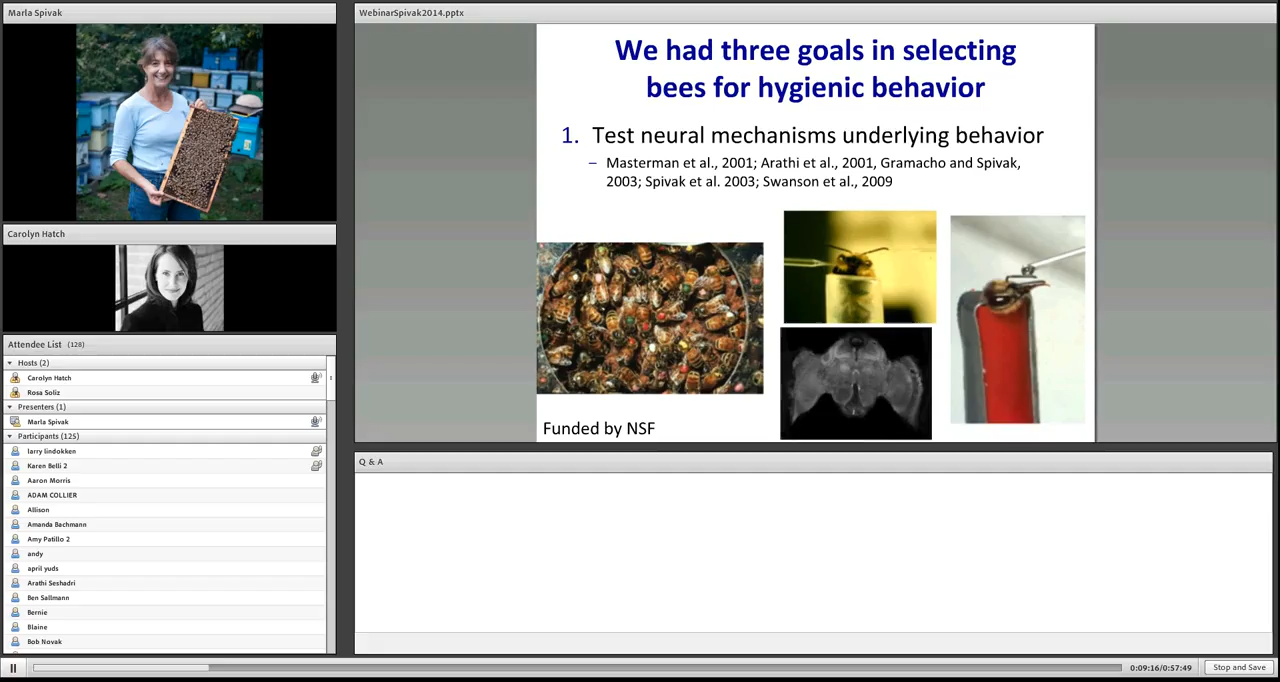 Marla Spivak
Carolyn Hatch
Attendee List (128)
Hosts (2)
Carolyn Hatch
Rosa Soliz
Presenters (1)
Marla Spivak
Participants (125)
larry lindokken
Karen Belli 2
Aaron Morris
ADAM COLLIER
Allison
Amanda Bachmann
Amy Patillo 2
andy
april yuds
Arathi Seshadri
Ben Sallmann
Bernie
Blaine
Bob Novak
WebinarSpivak2014.pptx
We had three goals in selecting
bees for hygienic behavior
1. Test neural mechanisms underlying behavior
– Masterman et al., 2001; Arathi et al., 2001, Gramacho and Spivak,
2003; Spivak et al. 2003; Swanson et al., 2009
Funded by NSF
Q & A
0:09:16/0:57:49
Stop and Save